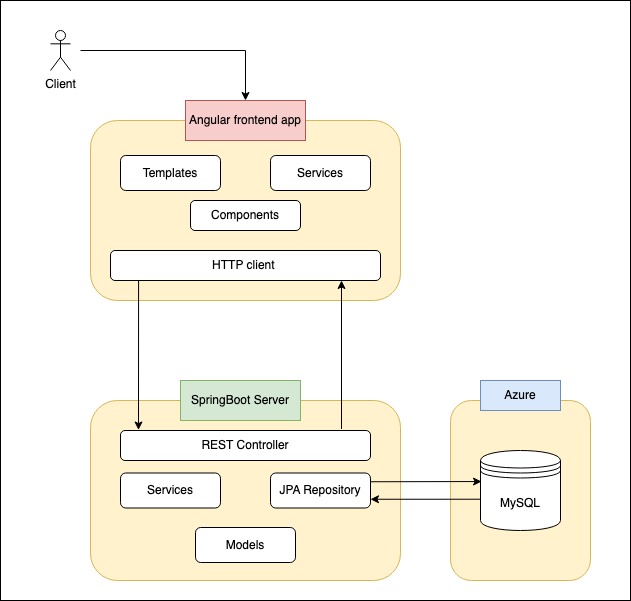 Client
Angular frontend app
Templates
Services
Components
HTTP client
SpringBoot Server
Azure
REST Controller
Services
JPA Repository
MySQL
Models